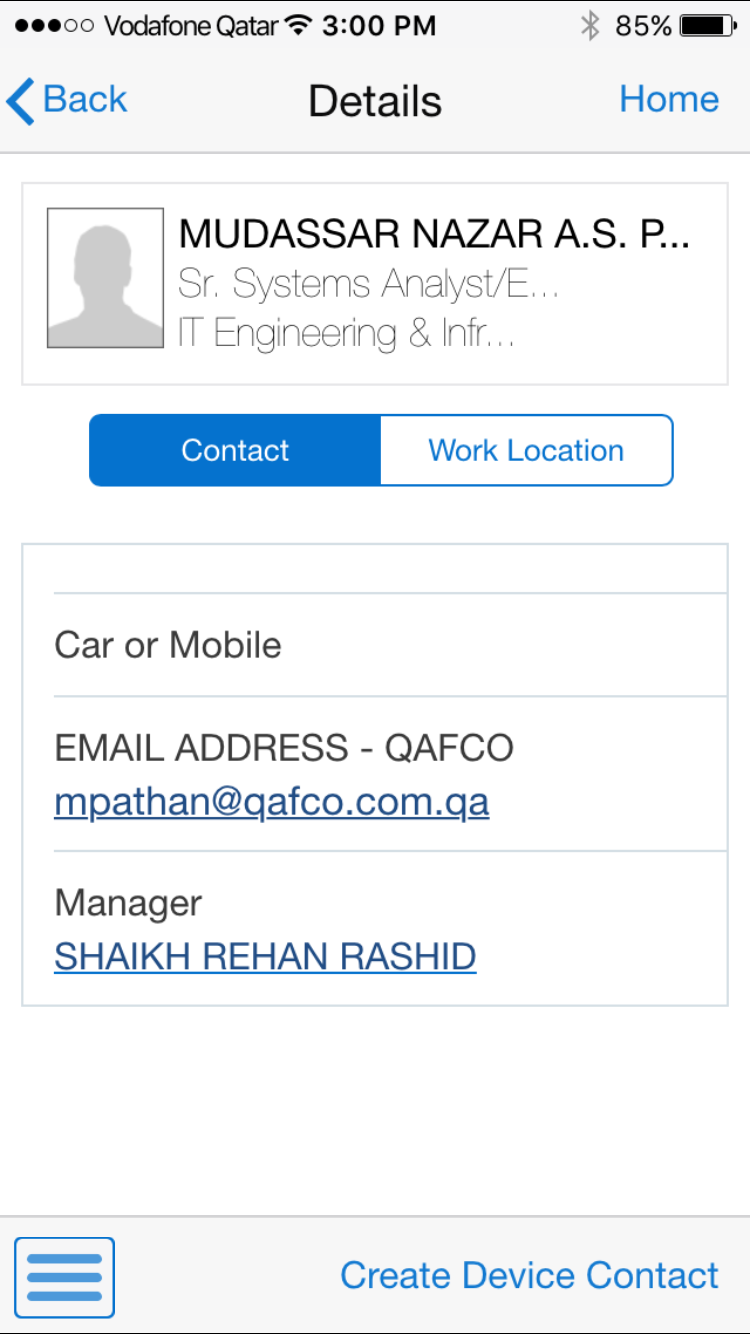 Vodafone Qatar 3:00 PM 85%
Back Details Home
MUDASSAR NAZAR A.S. P...
Sr. Systems Analyst/E...
IT Engineering & Infr...
Contact Work Location
Car or Mobile
EMAIL ADDRESS - QAFCO
mpathan@qafco.com.qa
Manager
SHAIKH REHAN RASHID
Create Device Contact